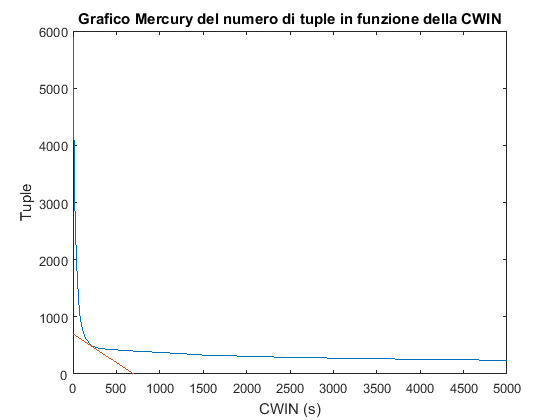 Grafico Mercury del numero di tuple in funzione della CWIN
6000
5000
4000
3000
2000
1000
0
Tuple
0 500 1000 1500 2000 2500 3000 3500 4000 4500 5000
CWIN (s)